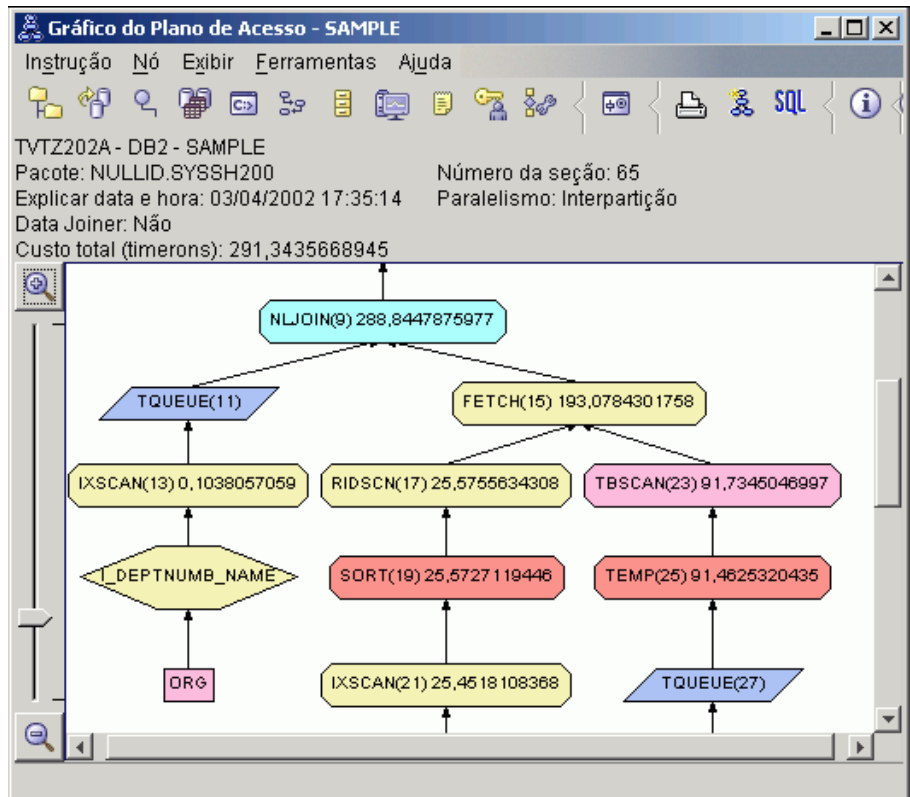 Gráfico do Plano de Acesso - SAMPLE
Instrução Nó Exibir Ferramentas Ajuda
C:> SQL i
TVTZ202A - DB2 - SAMPLE
Pacote: NULLID.SYSSH200 Número da seção: 65
Explicar data e hora: 03/04/2002 17:35:14 Paralelismo: Interpartição
Data Joiner: Não
Custo total (timerons): 291,3435668945
NLJOIN(9) 288,8447875977
TQUEUE(11) FETCH(15) 193,0784301758
IXSCAN(13) 0,1038057059 RIDSCN(17) 25,5755634308 TBSCAN(23) 91,7345046997
I_DEPTNUMB_NAME SORT(19) 25,5727119446 TEMP(25) 91,4625320435
ORG IXSCAN(21) 25,4518108368 TQUEUE(27)